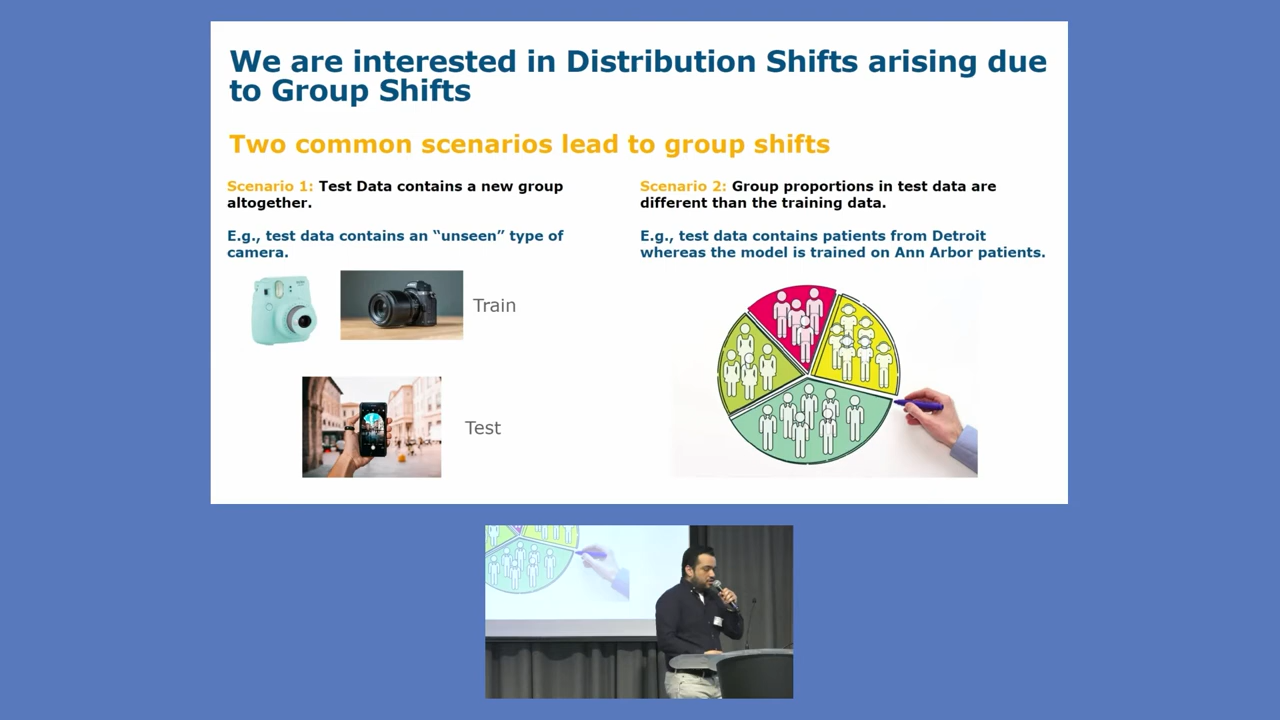 We are interested in Distribution Shifts arising due
to Group Shifts
Two common scenarios lead to group shifts
Scenario 1: Test Data contains a new group
altogether.
E.g., test data contains an “unseen” type of
camera.
Train
Test
Scenario 2: Group proportions in test data are
different than the training data.
E.g., test data contains patients from Detroit
whereas the model is trained on Ann Arbor patients.